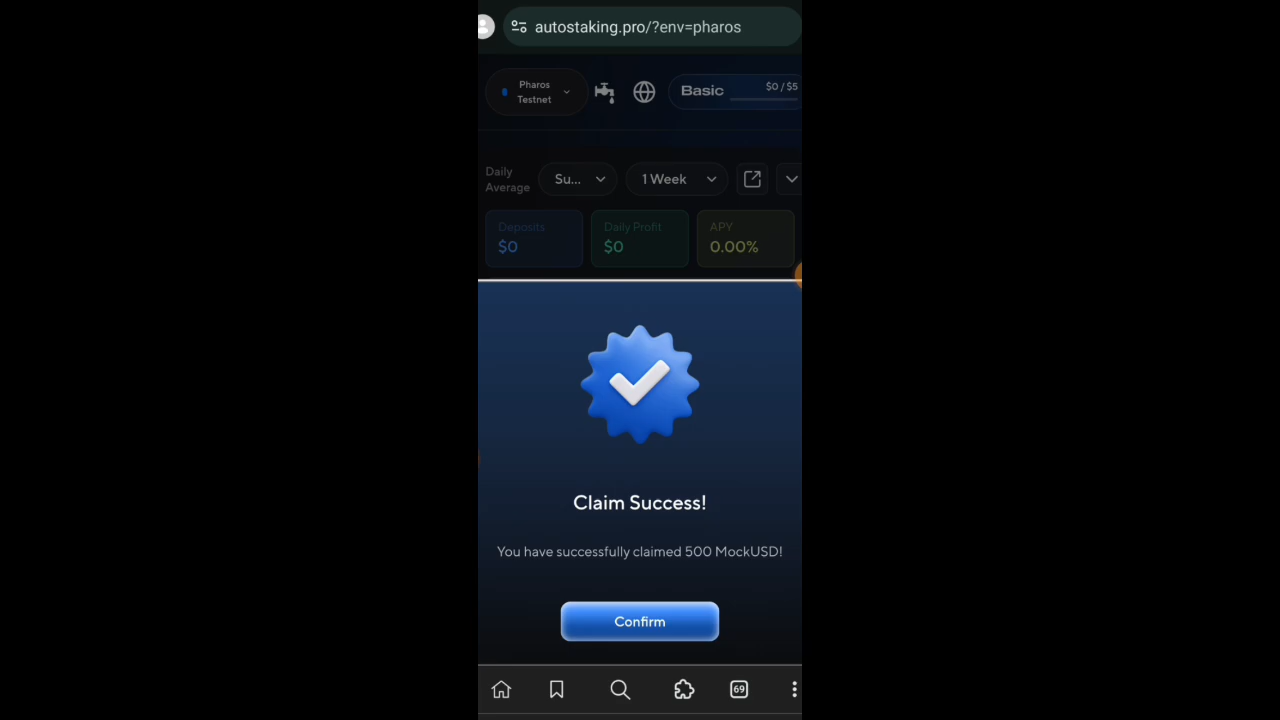 autostaking.pro/?env=pharos
Pharos
Testnet
Basic
$0 / $5
Daily
Average
Su...
1 Week
Deposits
$0
Daily Profit
$0
APY
0.00%
Claim Success!
You have successfully claimed 500 MockUSD!
Confirm
69